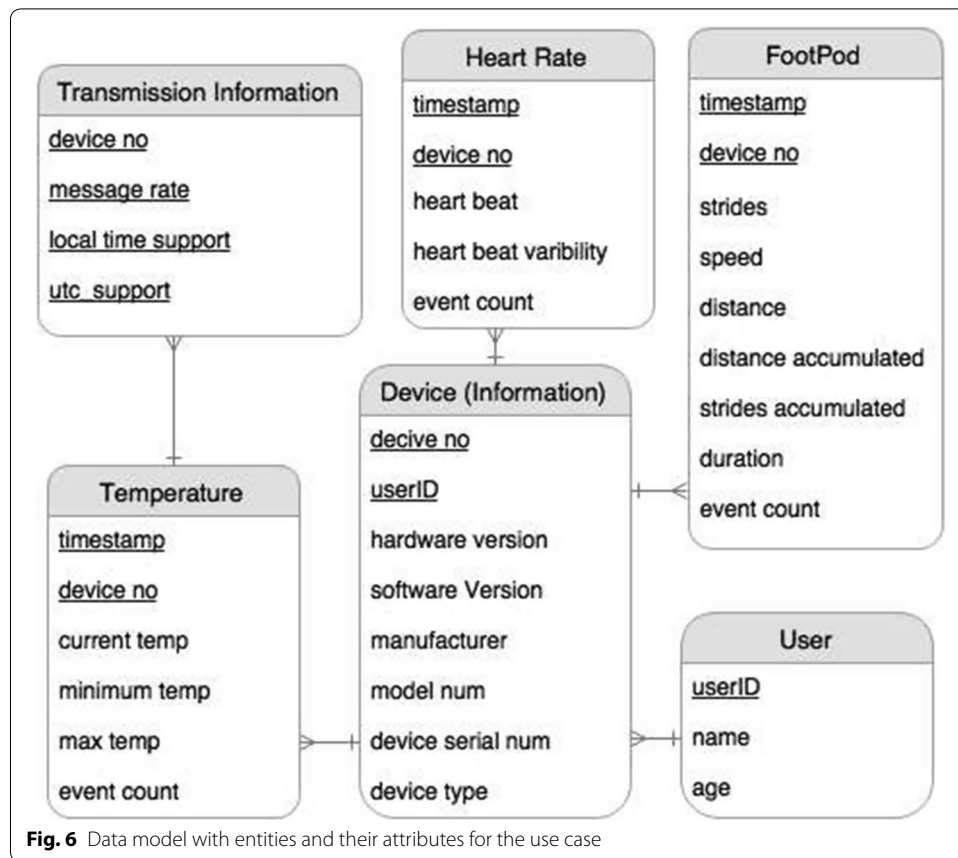 Transmission Information
device no
message rate
local time support
utc_support
Heart Rate
timestamp
device no
heart beat
heart beat varibility
event count
FootPod
timestamp
device no
strides
speed
distance
distance accumulated
strides accumulated
duration
event count
Temperature
timestamp
device no
current temp
minimum temp
max temp
event count
Device (Information)
decive no
userID
hardware version
software Version
manufacturer
model num
device serial num
device type
User
userID
name
age
Fig. 6 Data model with entities and their attributes for the use case